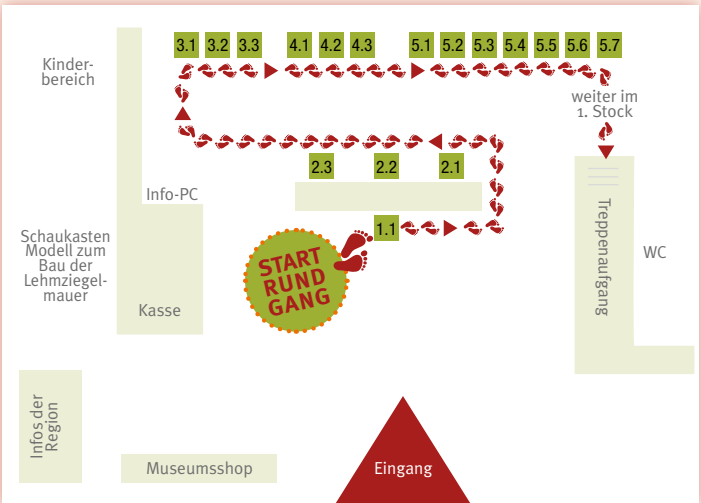 3.1 3.2 3.3 4.1 4.2 4.3 5.1 5.2 5.3 5.4 5.5 5.6 5.7
Kinder-
bereich
weiter im
1. Stock
2.3 2.2 2.1
Info-PC
1.1
Schaukasten
Modell zum
Bau der
Lehmziegel-
mauer
START
RUND
GANG
Treppenaufgang
WC
Kasse
Infos der
Region
Museumsshop
Eingang